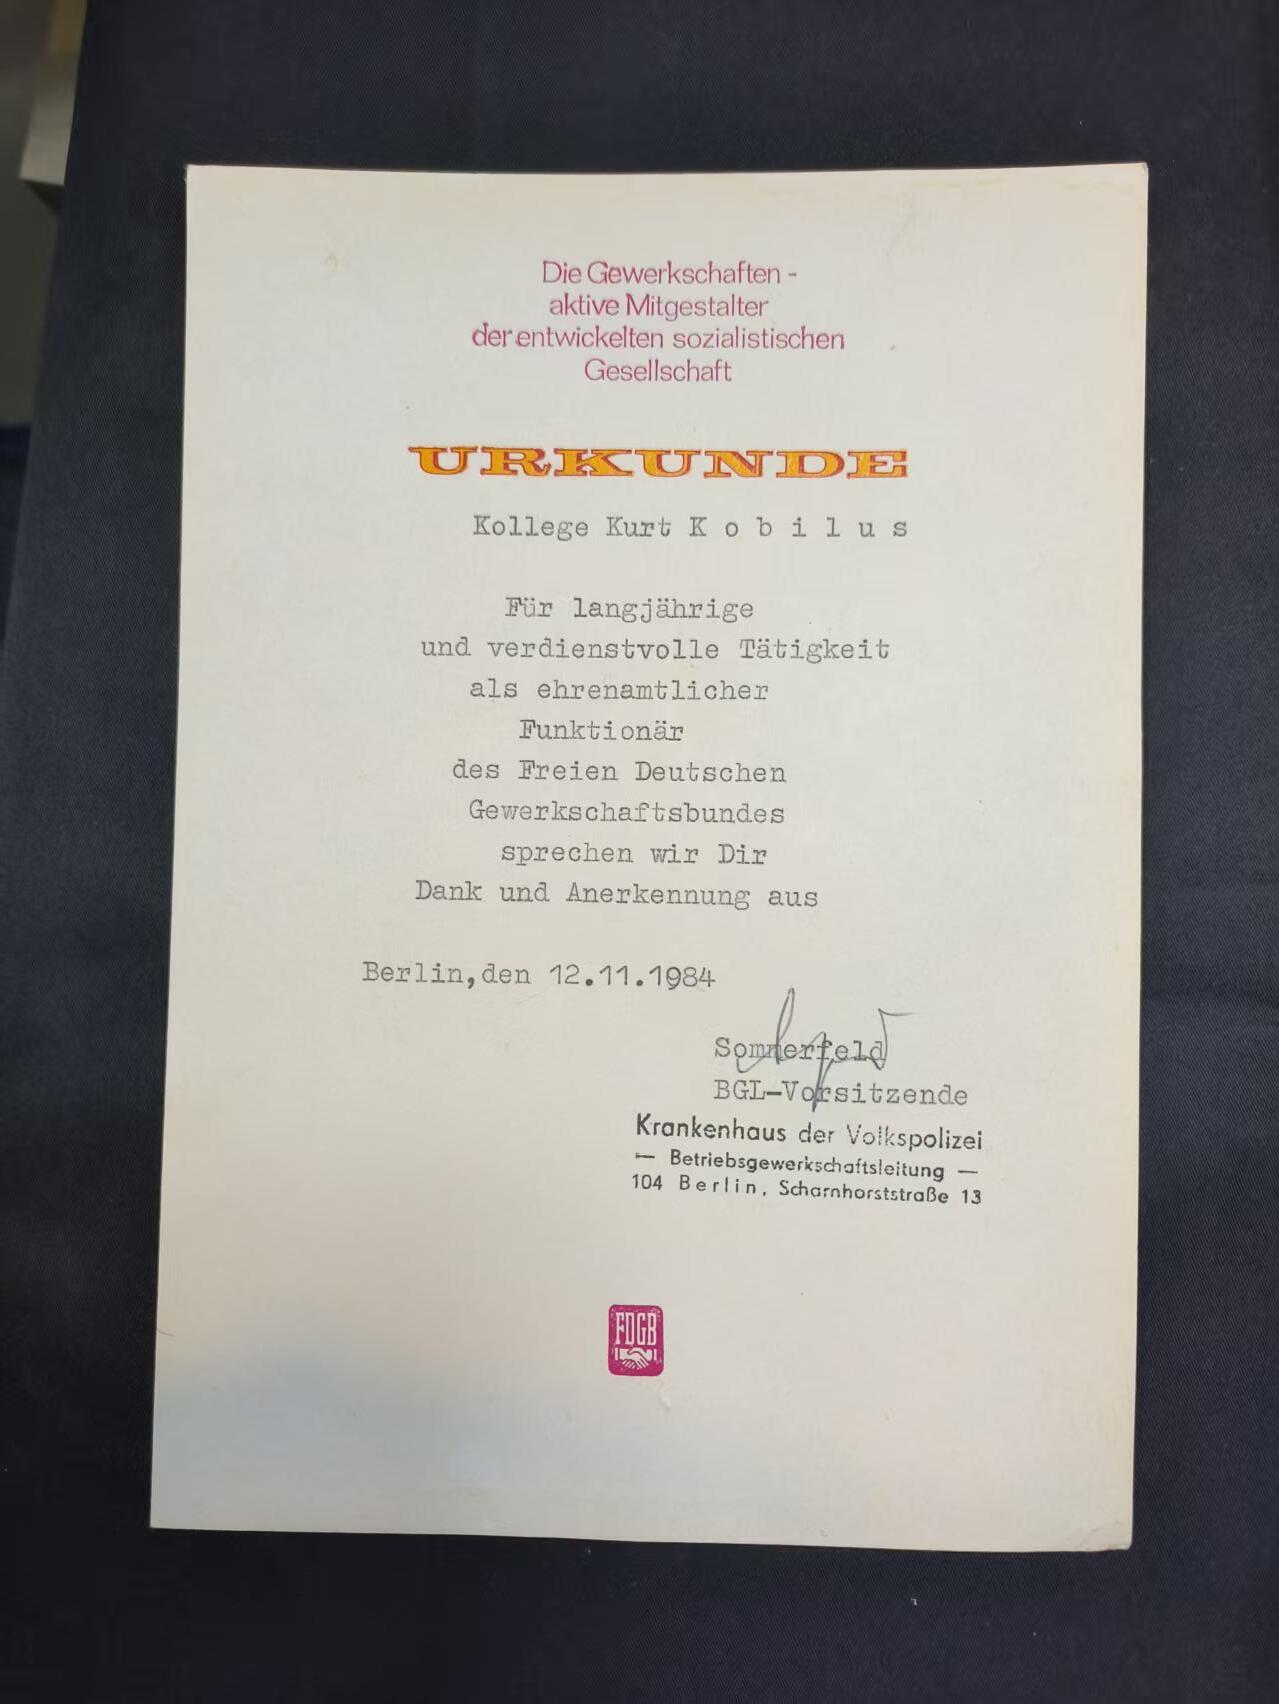 Die Gewerkschaften -
aktive Mitgestalter
der entwickelten sozialistischen
Gesellschaft
URKUNDE
Kollege Kurt K o b i l u s
Für langjährige
und verdienstvolle Tätigkeit
als ehrenamtlicher
Funktionär
des Freien Deutschen
Gewerkschaftsbundes
sprechen wir Dir
Dank und Anerkennung aus
Berlin,den 12.11.1984
Sommerfeld
BGL-Vorsitzende
Krankenhaus der Volkspolizei
— Betriebsgewerkschaftsleitung —
104 Berlin, Scharnhorststraße 13
FDGB